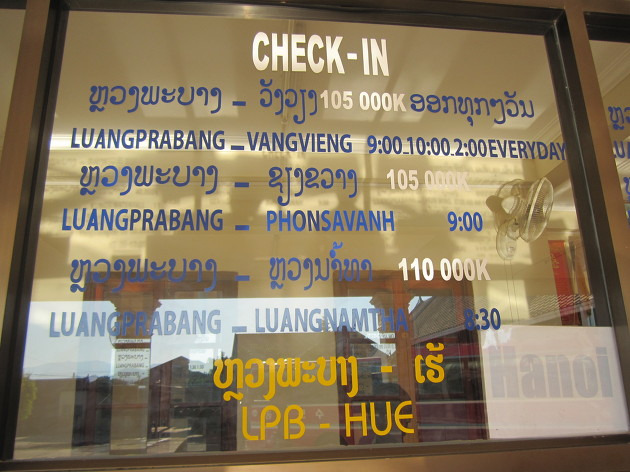 CHECK-IN
ຫຼວງພະບາງ - ວັງວຽງ 105 000K ອອກທຸກໆວັນ
LUANGPRABANG - VANGVIENG 9:00_10:00_2:00 EVERYDAY
ຫຼວງພະບາງ - ຊຽງຂວາງ 105 000K
LUANGPRABANG - PHONSAVANH 9:00
ຫຼວງພະບາງ - ຫຼວງນ້ຳທາ 110 000K
LUANGPRABANG - LUANGNAMTHA 8:30
Hanoi
ຫຼວງພະບາງ - ເຮ້
LPB - HUE